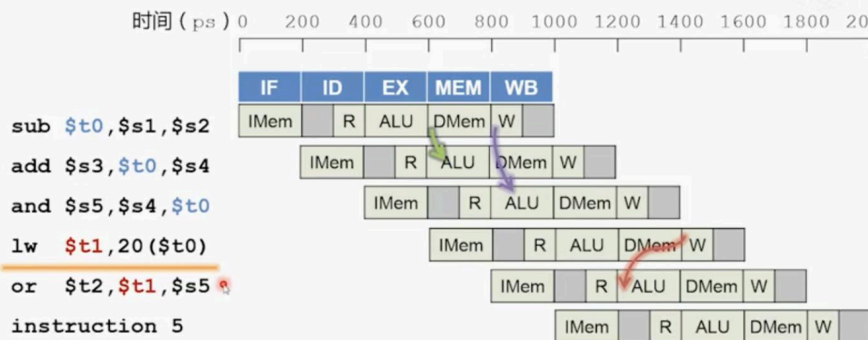 时间(ps) 0 200 400 600 800 1000 1200 1400 1600 1800 20
IF ID EX MEM WB
sub $t0,$s1,$s2 IMem R ALU DMem W
add $s3,$t0,$s4 IMem R ALU DMem W
and $s5,$s4,$t0 IMem R ALU DMem W
lw $t1,20($t0) IMem R ALU DMem W
or $t2,$t1,$s5 IMem R ALU DMem W
instruction 5 IMem R ALU DMem W